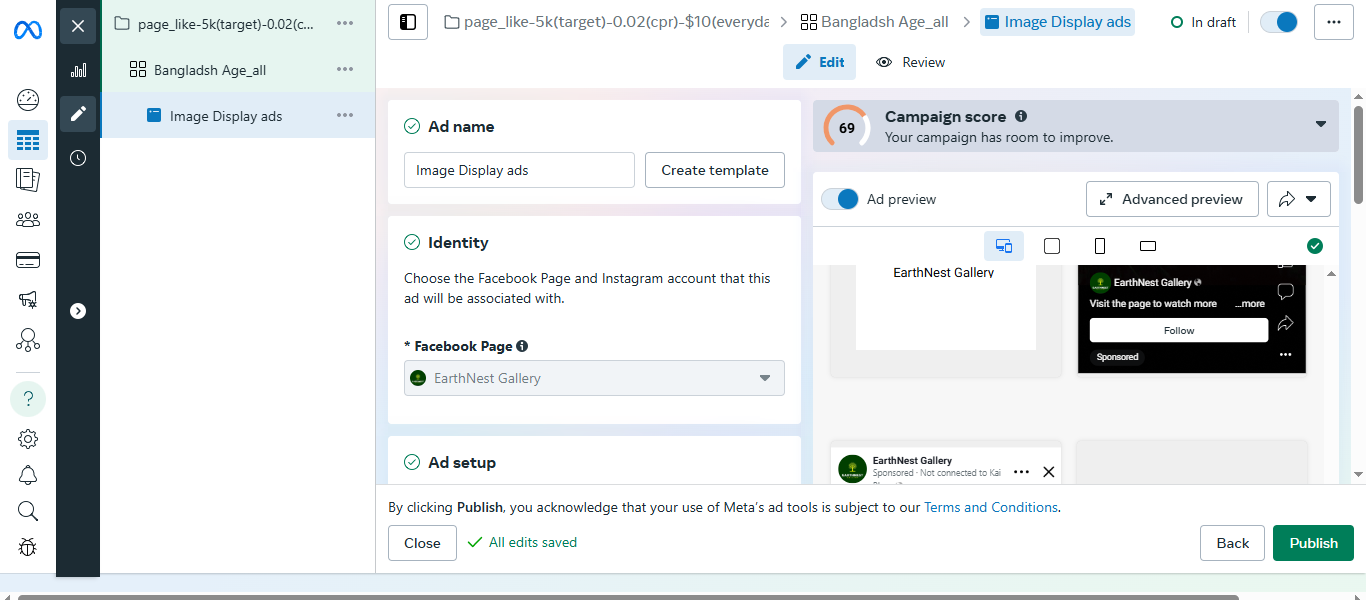 page_like-5k(target)-0.02(c...
Bangladsh Age_all
Image Display ads
page_like-5k(target)-0.02(cpr)-$10(everyda
Bangladsh Age_all
Image Display ads
In draft
Edit
Review
Ad name
Image Display ads
Create template
Identity
Choose the Facebook Page and Instagram account that this
ad will be associated with.
* Facebook Page
EarthNest Gallery
Ad setup
69
Campaign score
Your campaign has room to improve.
Ad preview
Advanced preview
EarthNest Gallery
EarthNest Gallery
Visit the page to watch more ...more
Follow
Sponsored
EarthNest Gallery
Sponsored · Not connected to Kai
By clicking Publish, you acknowledge that your use of Meta's ad tools is subject to our Terms and Conditions.
Close
All edits saved
Back
Publish